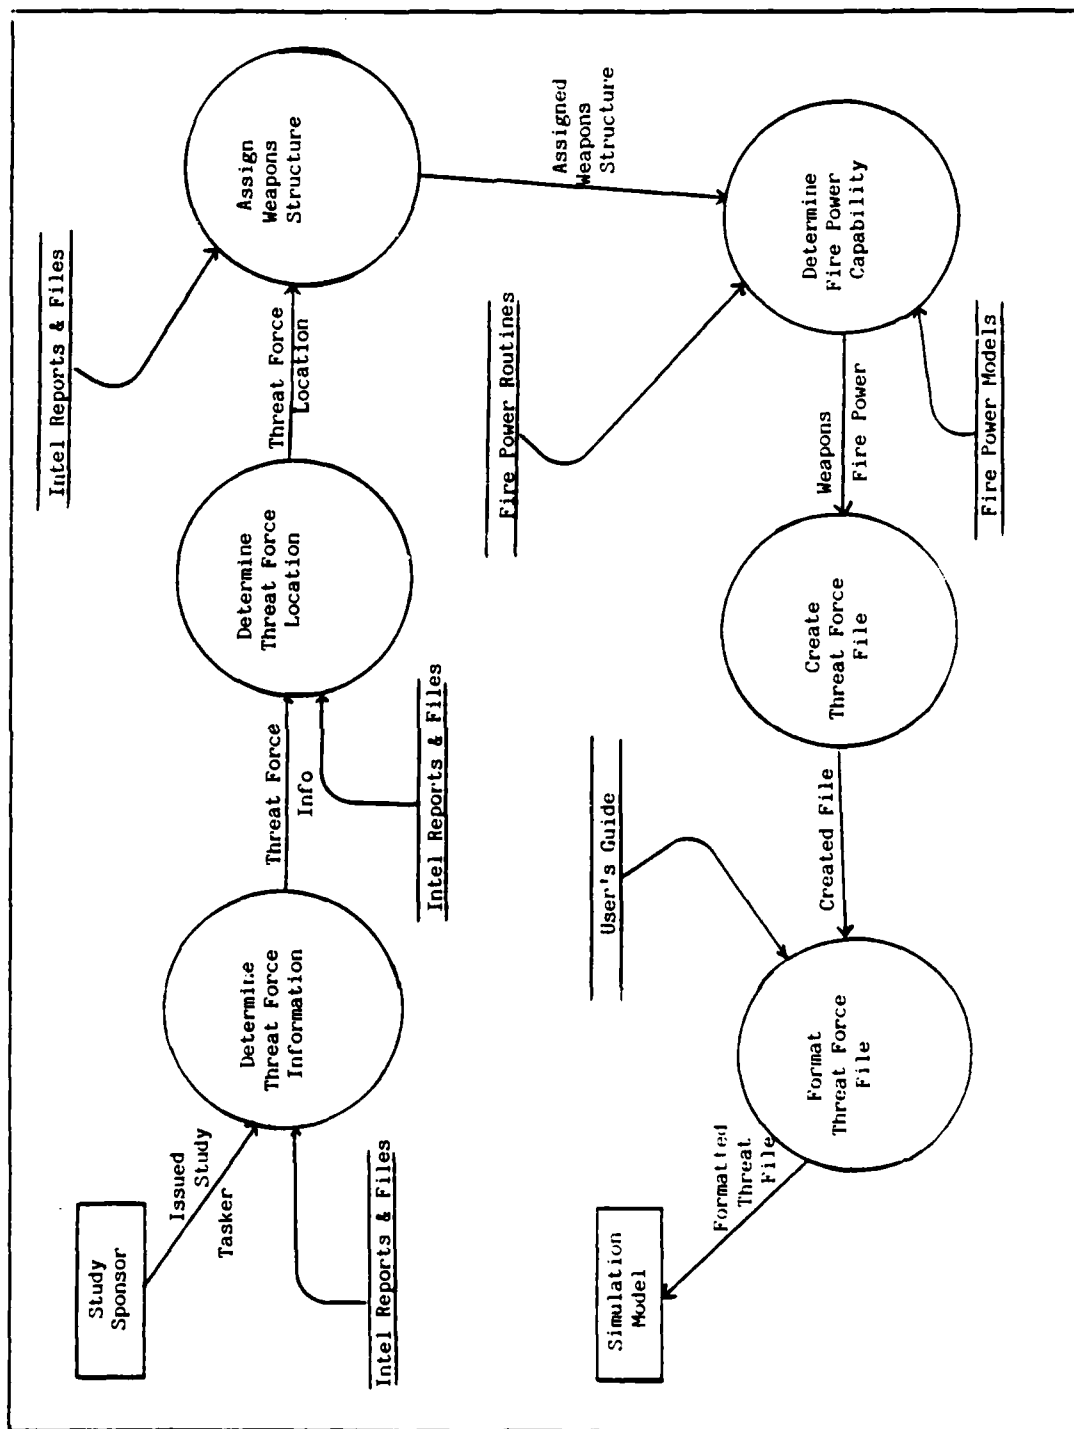 Study
Sponsor
Issued
Study
Tasker
Intel Reports & Files
Determine
Threat Force
Information
Threat Force
Info
Intel Reports & Files
Determine
Threat Force
Location
Threat Force
Location
Intel Reports & Files
Assign
Weapons
Structure
Assigned
Weapons
Structure
Fire Power Routines
Determine
Fire Power
Capability
Fire Power Models
Weapons
Fire Power
Create
Threat Force
File
Created File
User's Guide
Format
Threat Force
File
Formatted
Threat
File
Simulation
Model